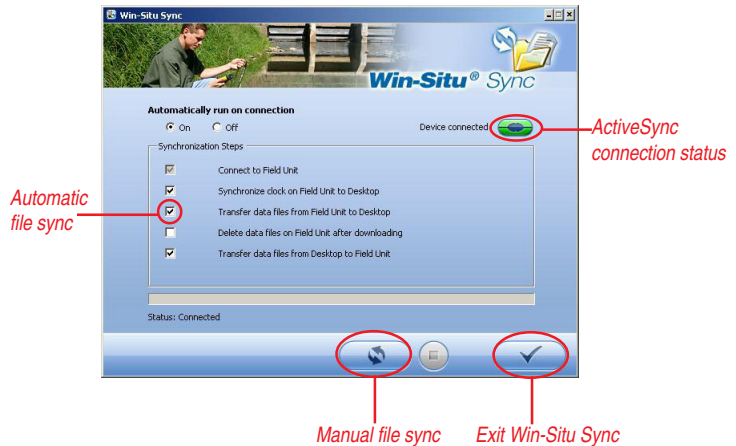 Win-Situ Sync
Win-Situ® Sync
Automatically run on connection
On Off
Device connected
ActiveSync
connection status
Synchronization Steps
Connect to Field Unit
Synchronize clock on Field Unit to Desktop
Automatic
file sync
Transfer data files from Field Unit to Desktop
Delete data files on Field Unit after downloading
Transfer data files from Desktop to Field Unit
Status: Connected
Manual file sync
Exit Win-Situ Sync